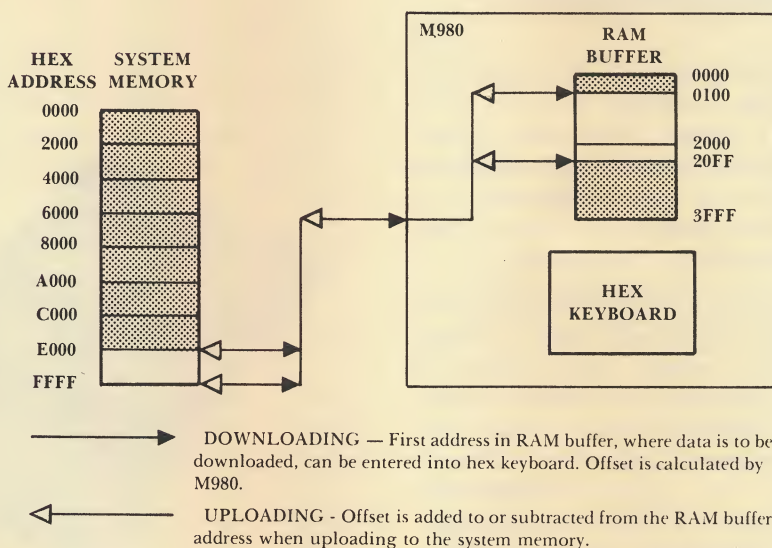 M980
RAM
BUFFER
HEX
ADDRESS
SYSTEM
MEMORY
0000
2000
4000
6000
8000
A000
C000
E000
FFFF
0000
0100
2000
20FF
3FFF
HEX
KEYBOARD
DOWNLOADING — First address in RAM buffer, where data is to be
downloaded, can be entered into hex keyboard. Offset is calculated by
M980.
UPLOADING - Offset is added to or subtracted from the RAM buffer
address when uploading to the system memory.